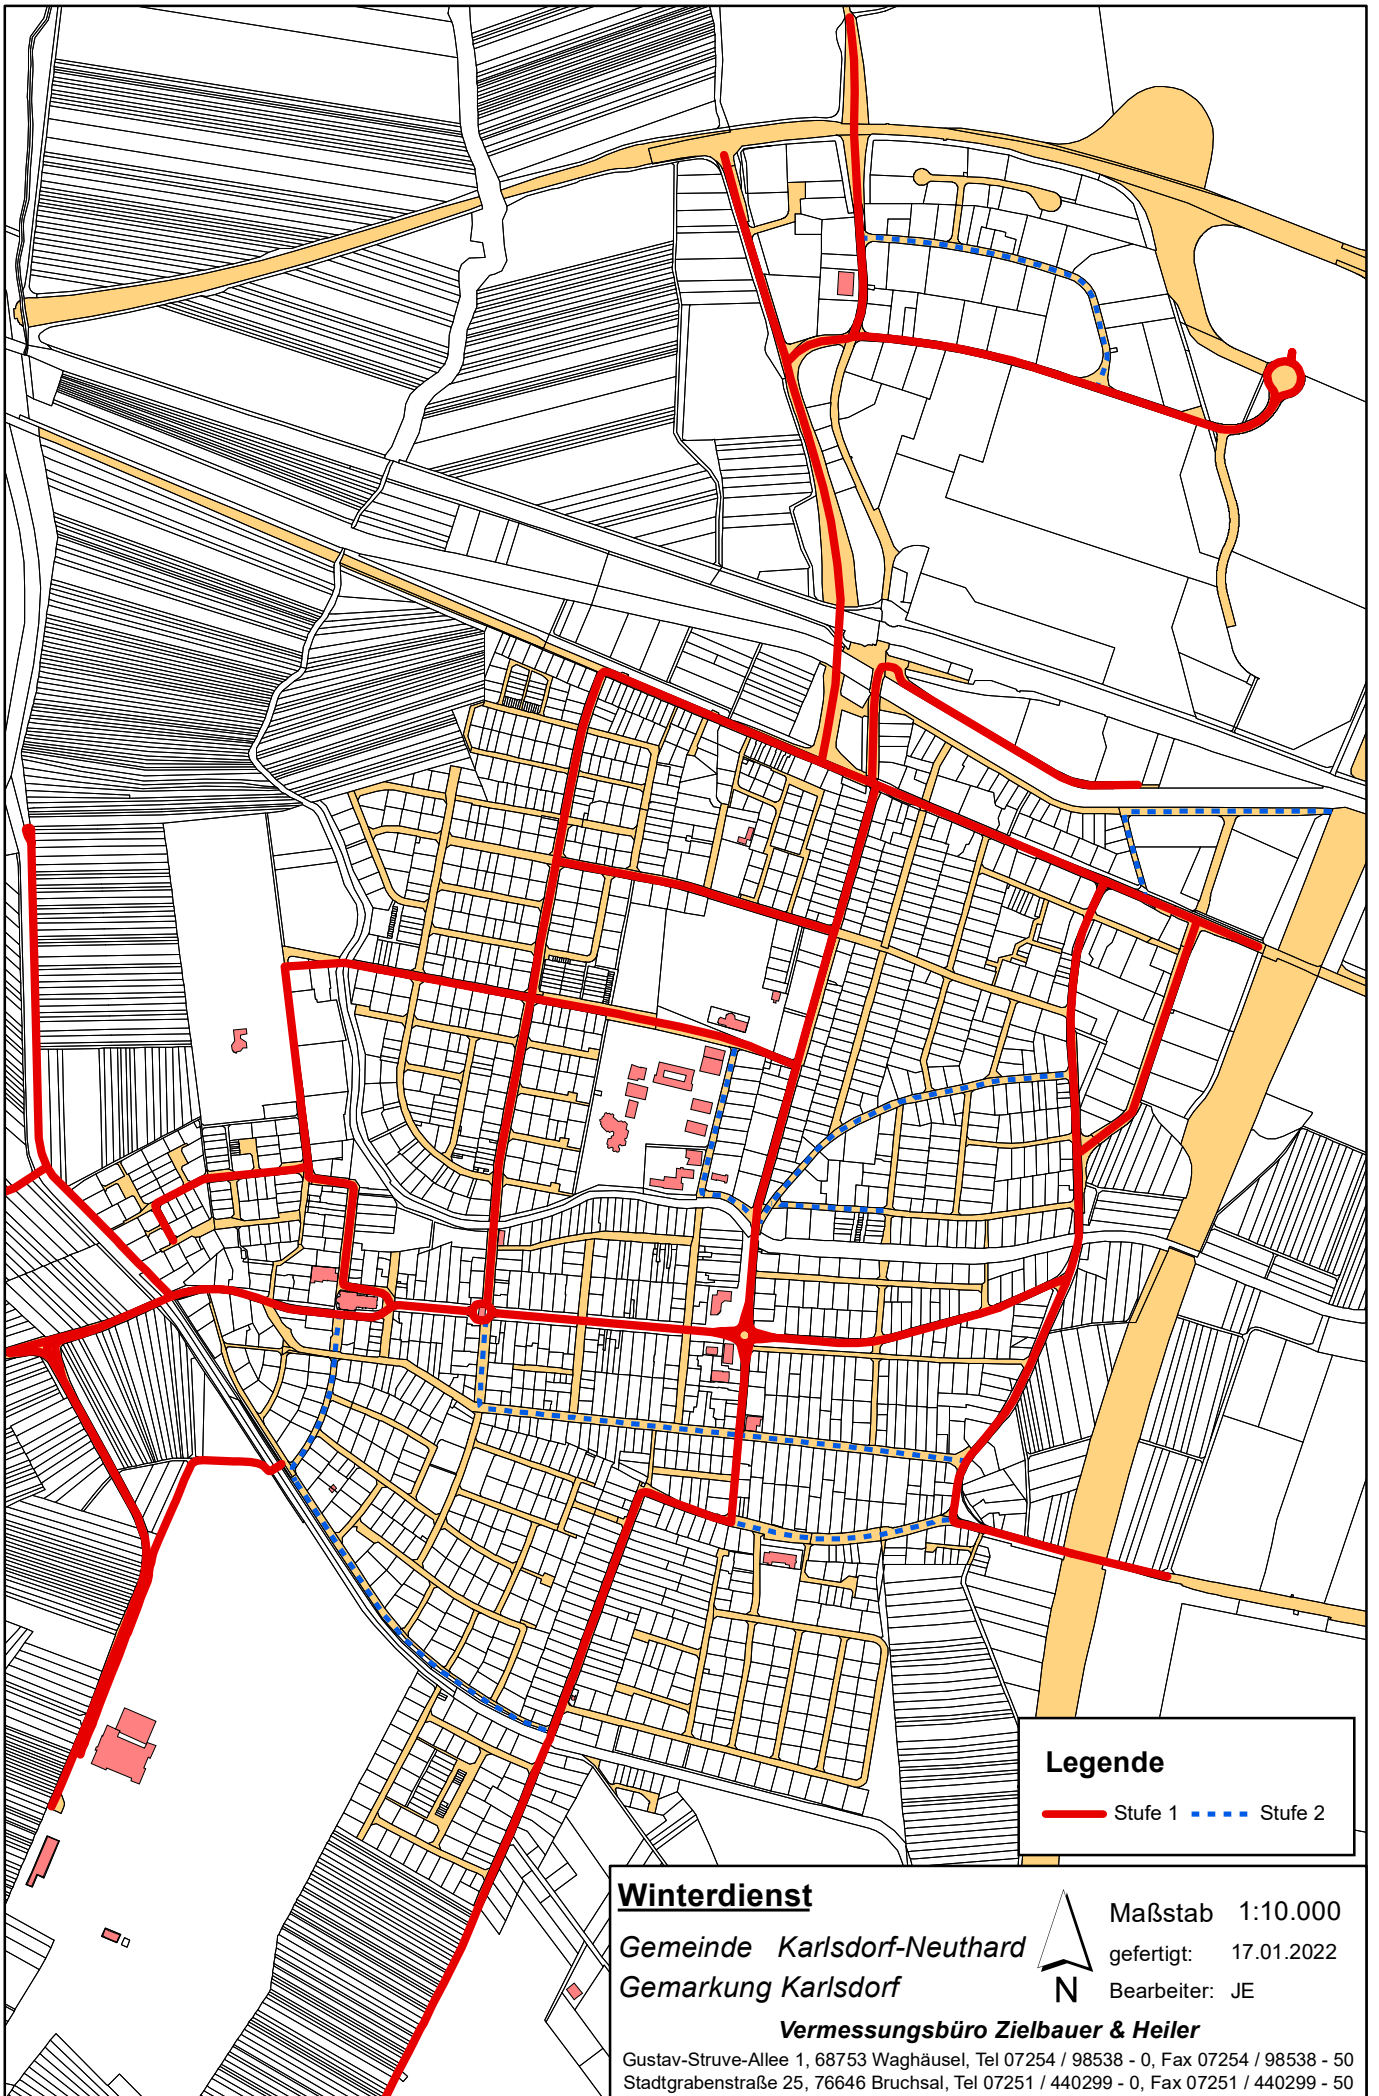 Legende
Stufe 1 Stufe 2
Winterdienst
Gemeinde Karlsdorf-Neuthard
Gemarkung Karlsdorf
N
Maßstab 1:10.000
gefertigt: 17.01.2022
Bearbeiter: JE
Vermessungsbüro Zielbauer & Heiler
Gustav-Struve-Allee 1, 68753 Waghäusel, Tel 07254 / 98538 - 0, Fax 07254 / 98538 - 50
Stadtgrabenstraße 25, 76646 Bruchsal, Tel 07251 / 440299 - 0, Fax 07251 / 440299 - 50